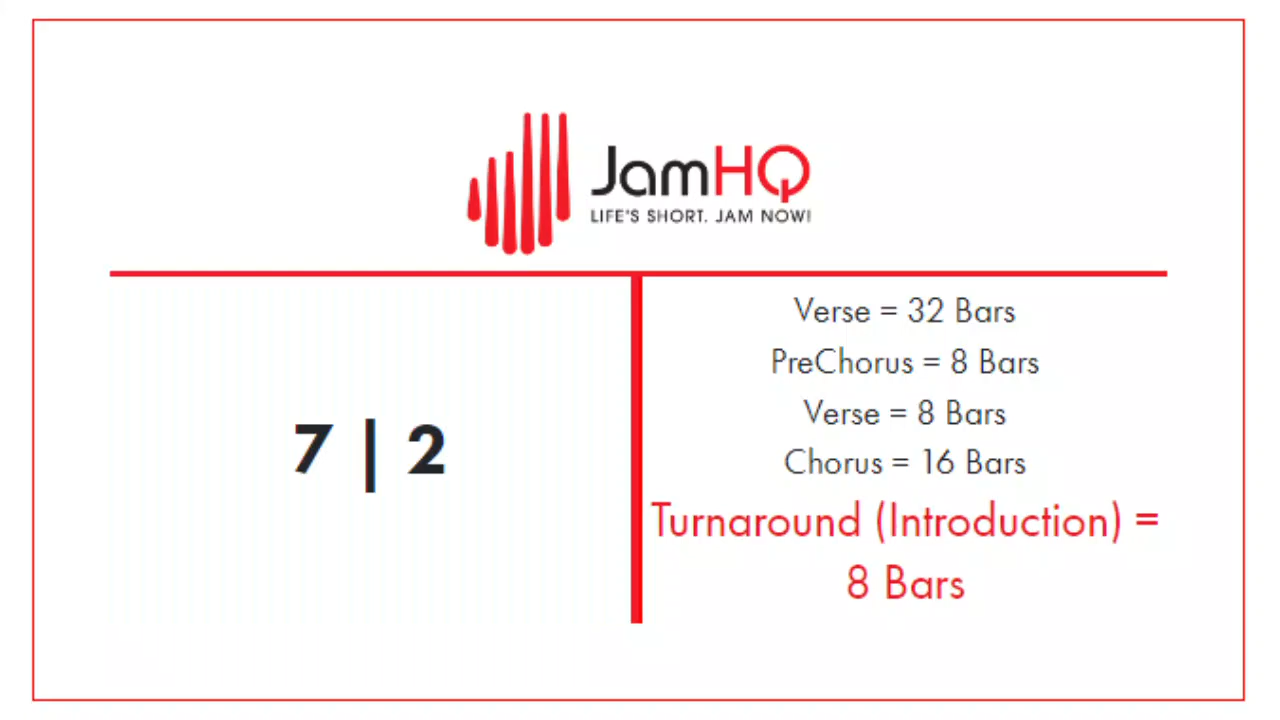 JamHQ
LIFE'S SHORT. JAM NOW!
7 | 2
Verse = 32 Bars
PreChorus = 8 Bars
Verse = 8 Bars
Chorus = 16 Bars
Turnaround (Introduction) =
8 Bars